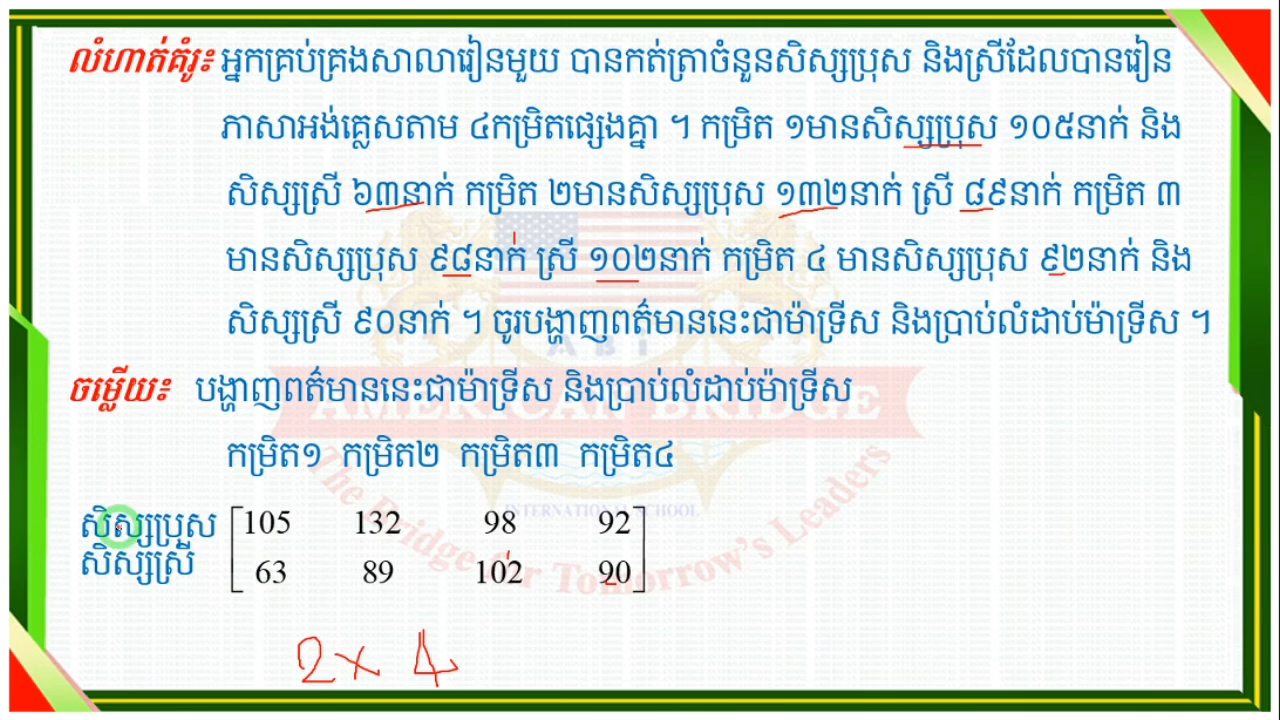 លំហាត់គំរូ៖ អ្នកគ្រប់គ្រងសាលារៀនមួយ បានកត់ត្រាចំនួនសិស្សប្រុស និងស្រីដែលបានរៀន
ភាសាអង់គ្លេសតាម ៤កម្រិតផ្សេងគ្នា ។ កម្រិត ១មានសិស្សប្រុស ១០៥នាក់ និង
សិស្សស្រី ៦៣នាក់ កម្រិត ២មានសិស្សប្រុស ១៣២នាក់ ស្រី ៨៩នាក់ កម្រិត ៣
មានសិស្សប្រុស ៩៨នាក់ ស្រី ១០២នាក់ កម្រិត ៤ មានសិស្សប្រុស ៩២នាក់ និង
សិស្សស្រី ៩០នាក់ ។ ចូរបង្ហាញពត៌មាននេះជាម៉ាទ្រីស និងប្រាប់លំដាប់ម៉ាទ្រីស ។
ABI
ចម្លើយ៖ បង្ហាញពត៌មាននេះជាម៉ាទ្រីស និងប្រាប់លំដាប់ម៉ាទ្រីស
AMERICAN BRIDGE
កម្រិត១ កម្រិត២ កម្រិត៣ កម្រិត៤
INTERNATIONAL SCHOOL
The Bridge for Tomorrow's Leaders
សិស្សប្រុស 105 132 98 92
សិស្សស្រី 63 89 102 90
2 x 4